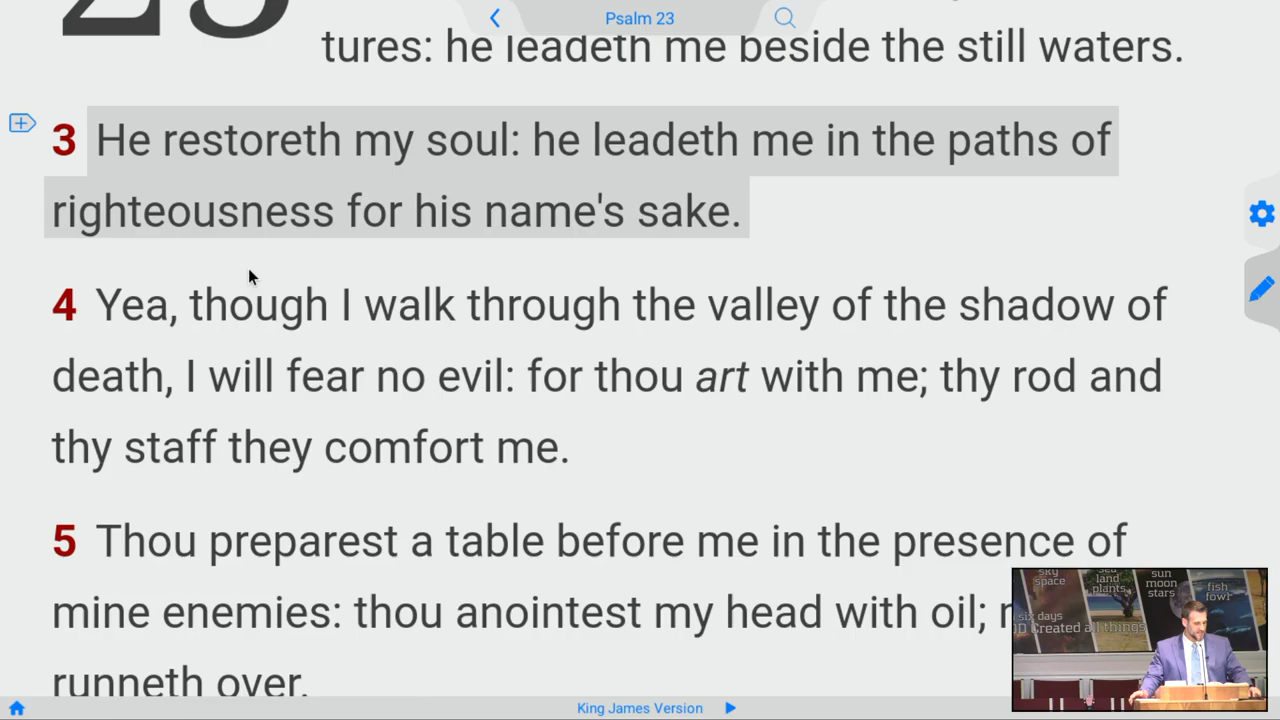 Psalm 23
23
tures: he leadeth me beside the still waters.
3 He restoreth my soul: he leadeth me in the paths of
righteousness for his name's sake.
4 Yea, though I walk through the valley of the shadow of
death, I will fear no evil: for thou art with me; thy rod and
thy staff they comfort me.
5 Thou preparest a table before me in the presence of
mine enemies: thou anointest my head with oil;
runneth over.
sky
space
sea
land
plants
sun
moon
stars
fish
fowl
six days
Created all things
King James Version